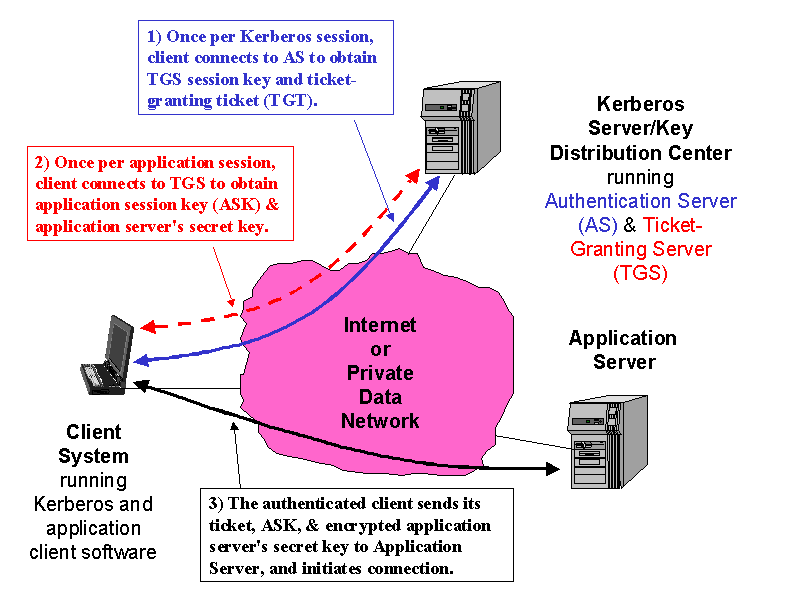 1) Once per Kerberos session,
client connects to AS to obtain
TGS session key and ticket-
granting ticket (TGT).
Kerberos
Server/Key
Distribution Center
running
Authentication Server
(AS) & Ticket-
Granting Server
(TGS)
2) Once per application session,
client connects to TGS to obtain
application session key (ASK) &
application server's secret key.
Internet
or
Private
Data
Network
Application
Server
Client
System
running
Kerberos and
application
client software
3) The authenticated client sends its
ticket, ASK, & encrypted application
server's secret key to Application
Server, and initiates connection.